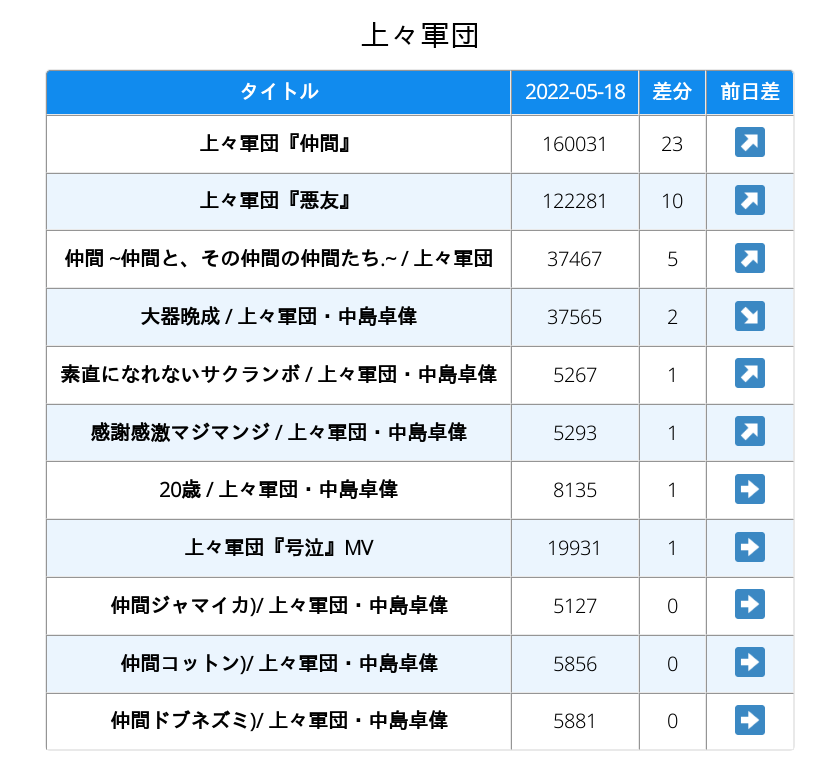 上々軍団
タイトル 2022-05-18 差分 前日差
上々軍団『仲間』 160031 23
上々軍団『悪友』 122281 10
仲間 ~仲間と、その仲間の仲間たち.~ / 上々軍団 37467 5
大器晩成 / 上々軍団・中島卓偉 37565 2
素直になれないサクランボ / 上々軍団・中島卓偉 5267 1
感謝感激マジマンジ / 上々軍団・中島卓偉 5293 1
20歳 / 上々軍団・中島卓偉 8135 1
上々軍団『号泣』MV 19931 1
仲間ジャマイカ)/ 上々軍団・中島卓偉 5127 0
仲間コットン)/ 上々軍団・中島卓偉 5856 0
仲間ドブネズミ)/ 上々軍団・中島卓偉 5881 0